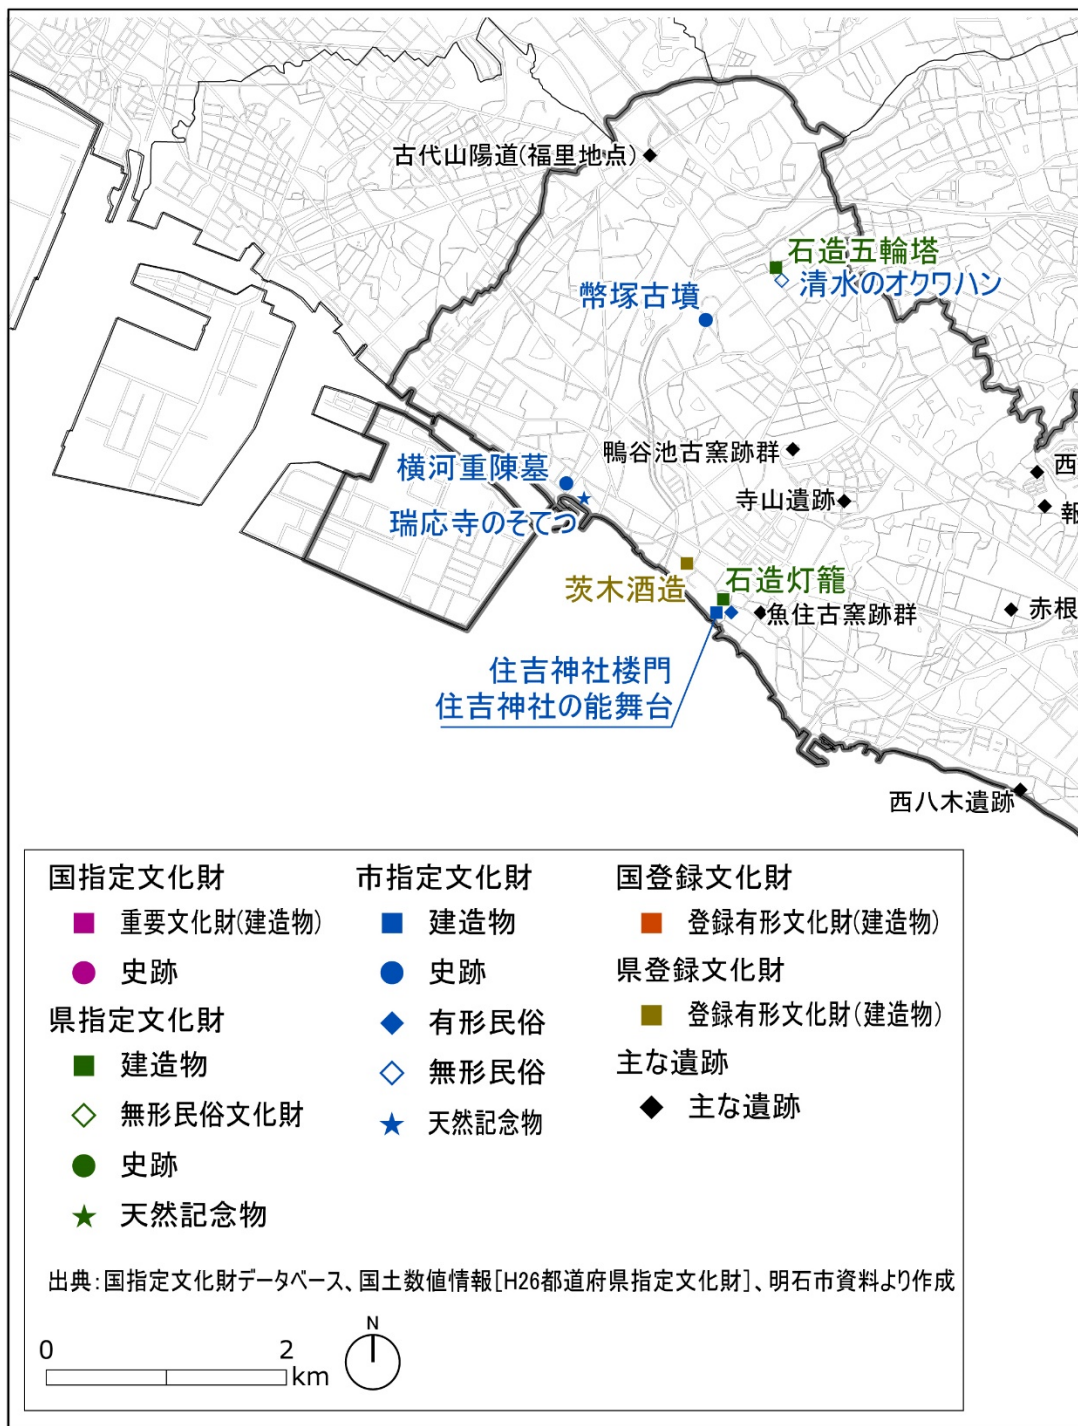 古代山陽道(福里地点)
石造五輪塔
清水のオクワハン
幣塚古墳
鴨谷池古窯跡群
西
横河重陳墓
寺山遺跡
報
瑞応寺のそてつ
茨木酒造
石造灯籠
魚住古窯跡群
赤根
住吉神社楼門
住吉神社の能舞台
西八木遺跡
国指定文化財
重要文化財(建造物)
史跡
県指定文化財
建造物
無形民俗文化財
史跡
天然記念物
市指定文化財
建造物
史跡
有形民俗
無形民俗
天然記念物
国登録文化財
登録有形文化財(建造物)
県登録文化財
登録有形文化財(建造物)
主な遺跡
主な遺跡
出典:国指定文化財データベース、国土数値情報[H26都道府県指定文化財]、明石市資料より作成
0 2
km
N